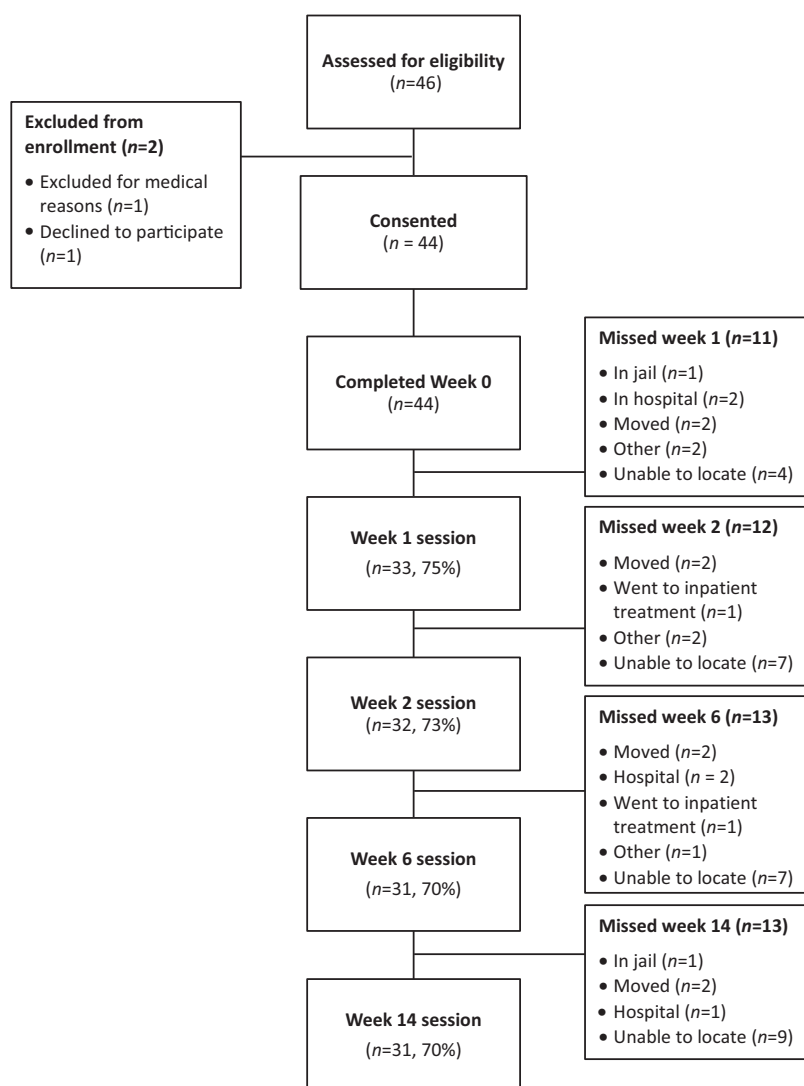 Assessed for eligibility
(n=46)
Excluded from
enrollment (n=2)
• Excluded for medical
reasons (n=1)
• Declined to participate
(n=1)
Consented
(n = 44)
Completed Week 0
(n=44)
Missed week 1 (n=11)
• In jail (n=1)
• In hospital (n=2)
• Moved (n=2)
• Other (n=2)
• Unable to locate (n=4)
Week 1 session
(n=33, 75%)
Missed week 2 (n=12)
• Moved (n=2)
• Went to inpatient
treatment (n=1)
• Other (n=2)
• Unable to locate (n=7)
Week 2 session
(n=32, 73%)
Missed week 6 (n=13)
• Moved (n=2)
• Hospital (n = 2)
• Went to inpatient
treatment (n=1)
• Other (n=1)
• Unable to locate (n=7)
Week 6 session
(n=31, 70%)
Missed week 14 (n=13)
• In jail (n=1)
• Moved (n=2)
• Hospital (n=1)
• Unable to locate (n=9)
Week 14 session
(n=31, 70%)